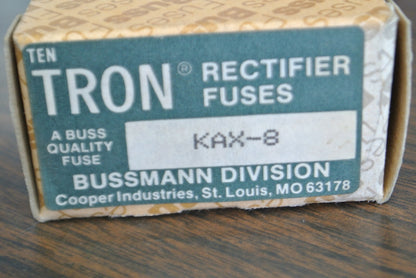 TEN
TRON® RECTIFIER
FUSES
A BUSS
QUALITY
FUSE
KAX-8
BUSSMANN DIVISION
Cooper Industries, St. Louis, MO 63178